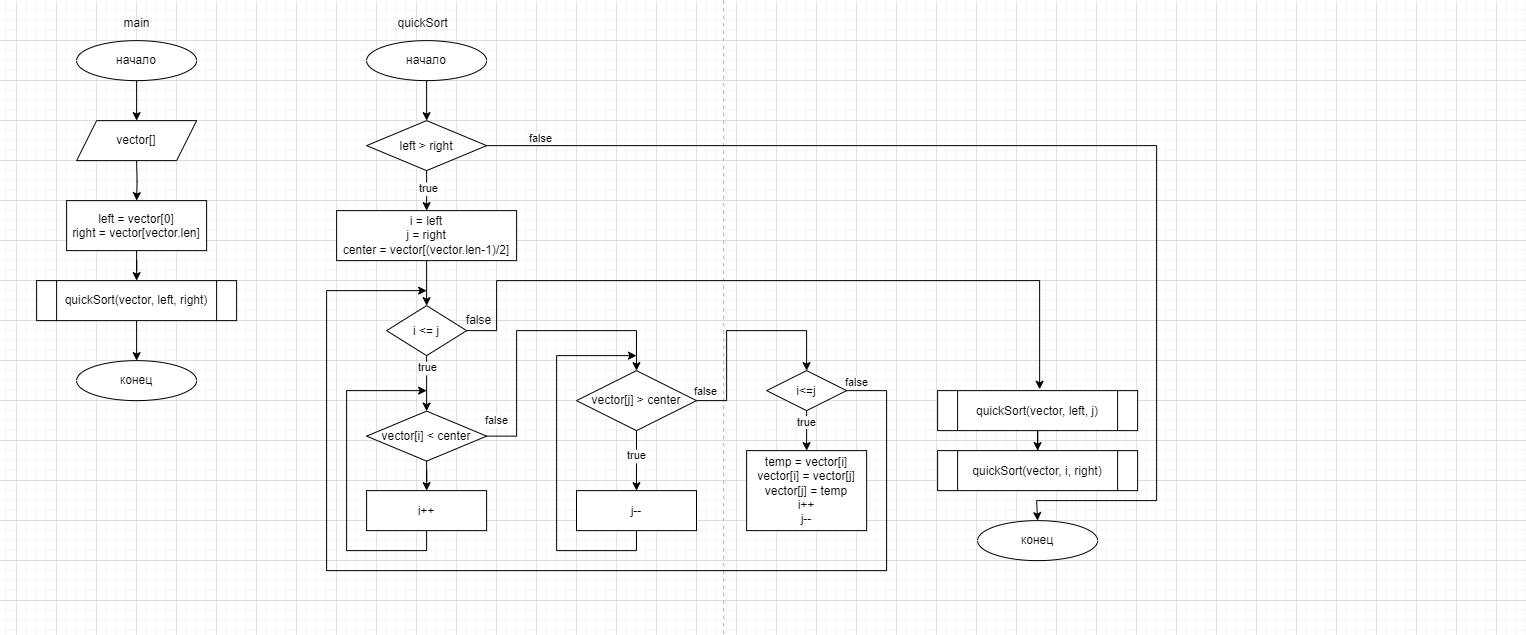 main
начало
vector[]
left = vector[0]
right = vector[vector.len]
quickSort(vector, left, right)
конец
quickSort
начало
left > right
false
true
i = left
j = right
center = vector[(vector.len-1)/2]
i <= j
false
true
vector[i] < center
false
i++
vector[j] > center
false
true
j--
i<=j
false
true
temp = vector[i]
vector[i] = vector[j]
vector[j] = temp
i++
j--
quickSort(vector, left, j)
quickSort(vector, i, right)
конец